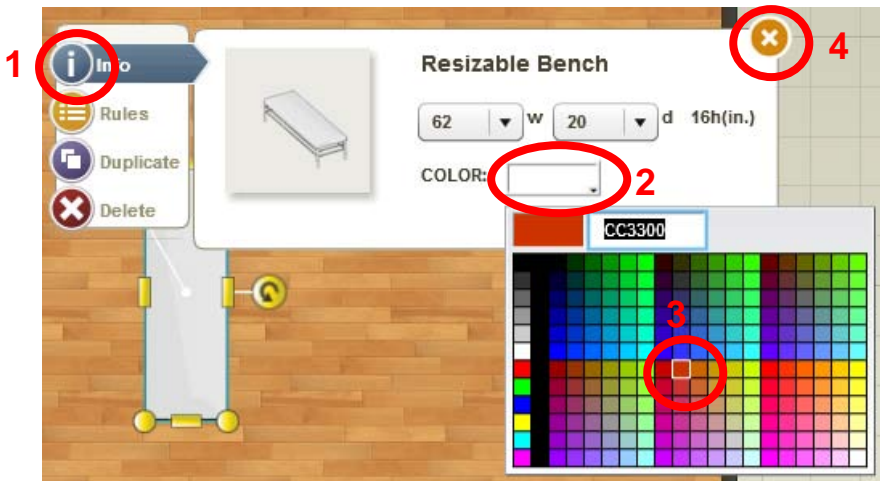 1
Info
Rules
Duplicate
Delete
Resizable Bench
4
62 w 20 d 16h(in.)
COLOR:
2
CC3300
3